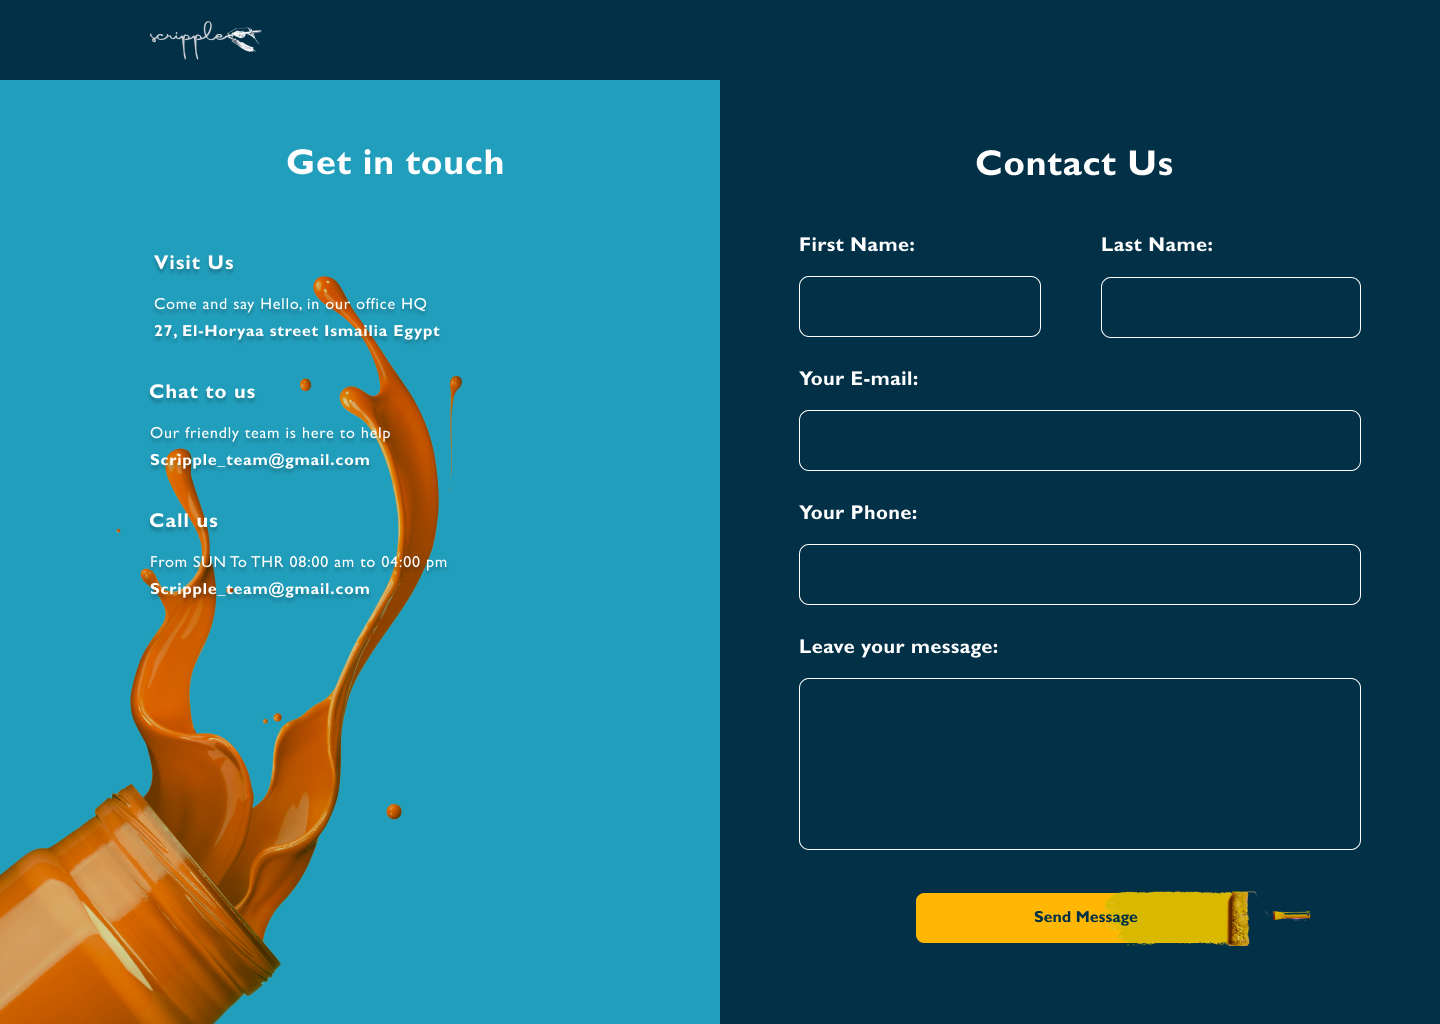 scripple
Get in touch
Visit Us
Come and say Hello, in our office HQ
27, El-Horyaa street Ismailia Egypt
Chat to us
Our friendly team is here to help
Scripple_team@gmail.com
Call us
From SUN To THR 08:00 am to 04:00 pm
Scripple_team@gmail.com
Contact Us
First Name:
Last Name:
Your E-mail:
Your Phone:
Leave your message:
Send Message